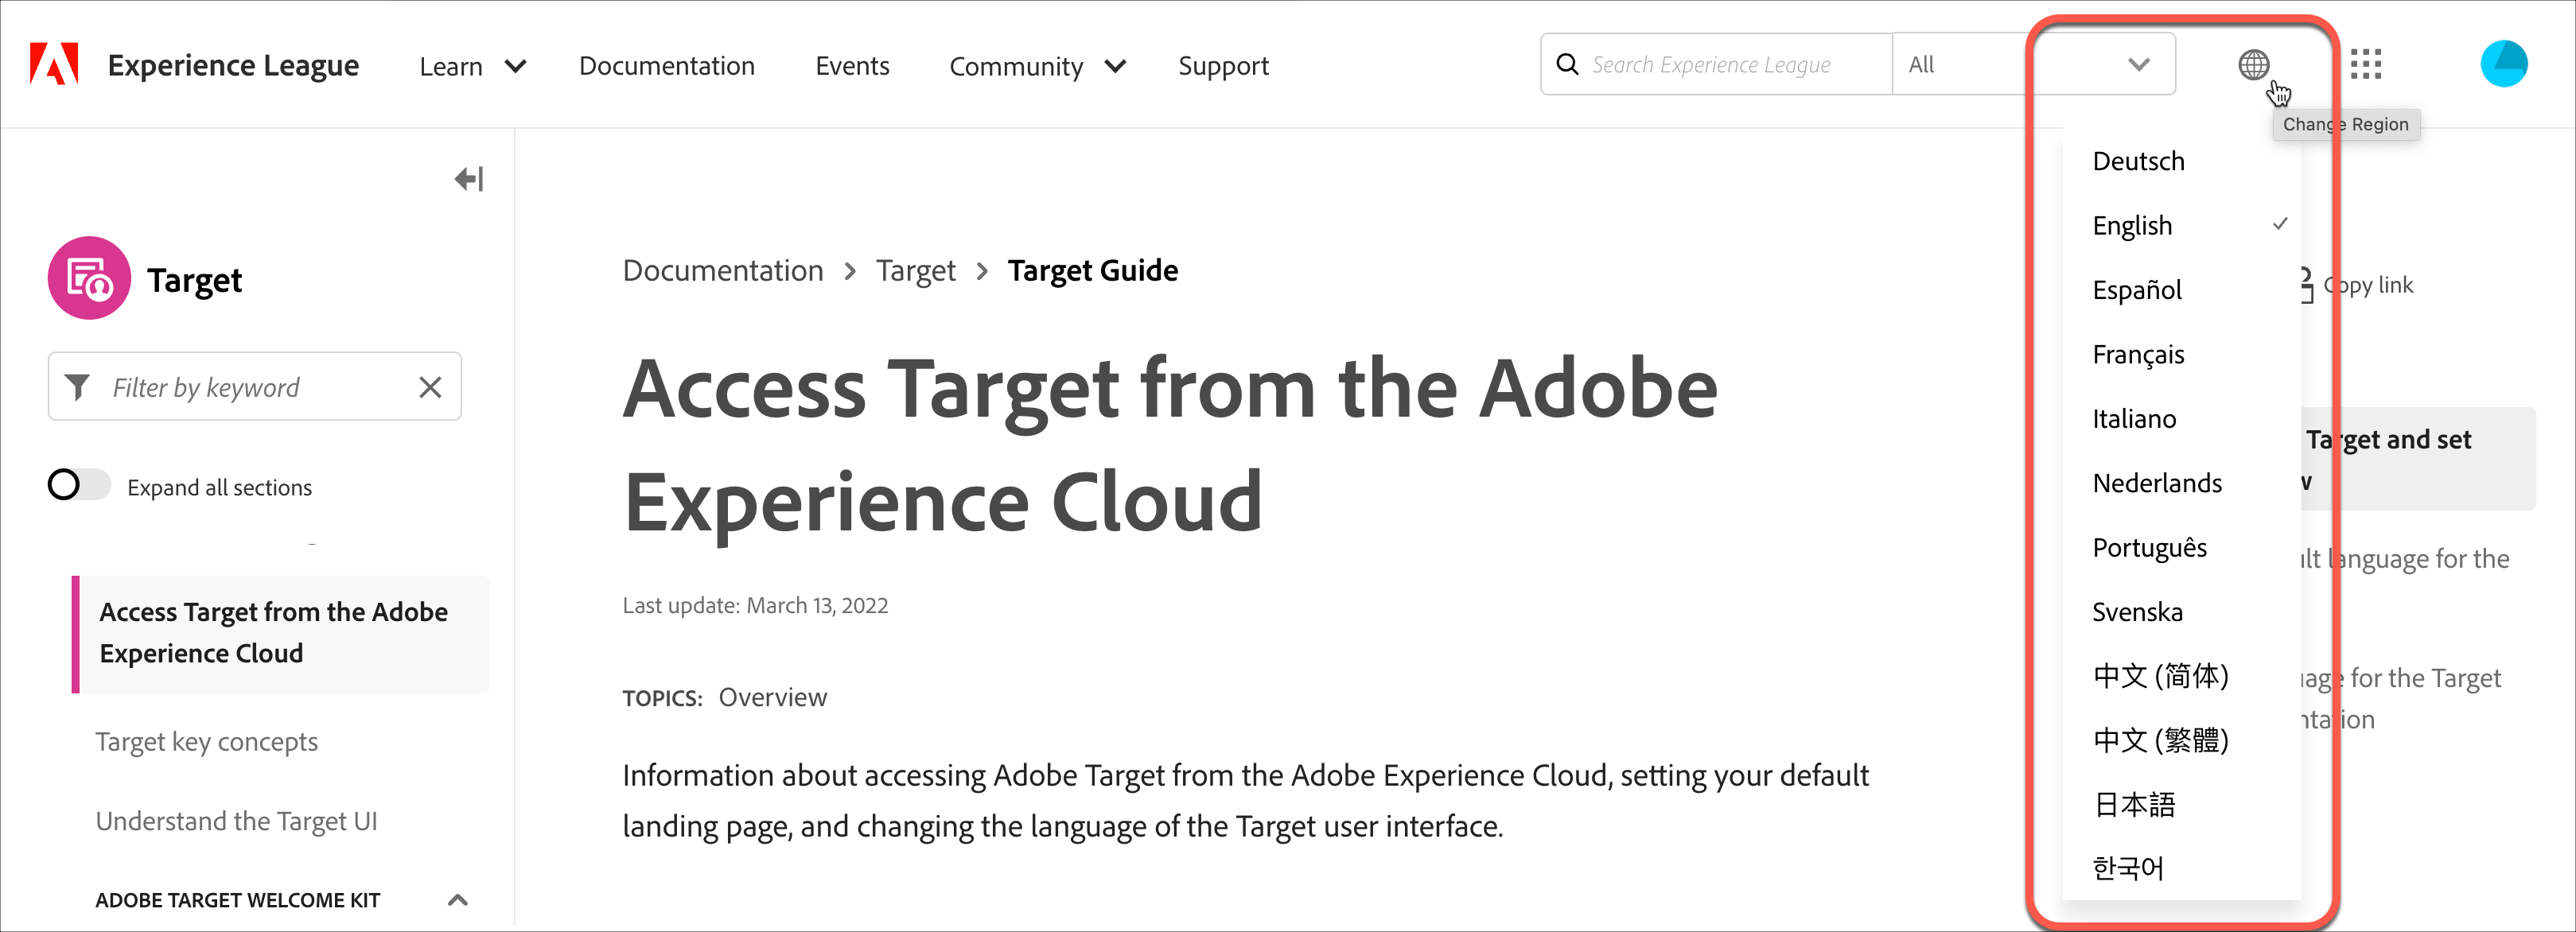 Experience League
Learn
Documentation
Events
Community
Support
Search Experience League
All
Change Region
Target
Filter by keyword
Expand all sections
Access Target from the Adobe
Experience Cloud
Target key concepts
Understand the Target UI
ADOBE TARGET WELCOME KIT
Documentation > Target > Target Guide
Access Target from the Adobe
Experience Cloud
Last update: March 13, 2022
TOPICS: Overview
Information about accessing Adobe Target from the Adobe Experience Cloud, setting your default
landing page, and changing the language of the Target user interface.
Deutsch
English
Español
Français
Italiano
Nederlands
Português
Svenska
中文 (简体)
中文 (繁體)
日本語
한국어
Copy link
Target and set
language for the
for the Target